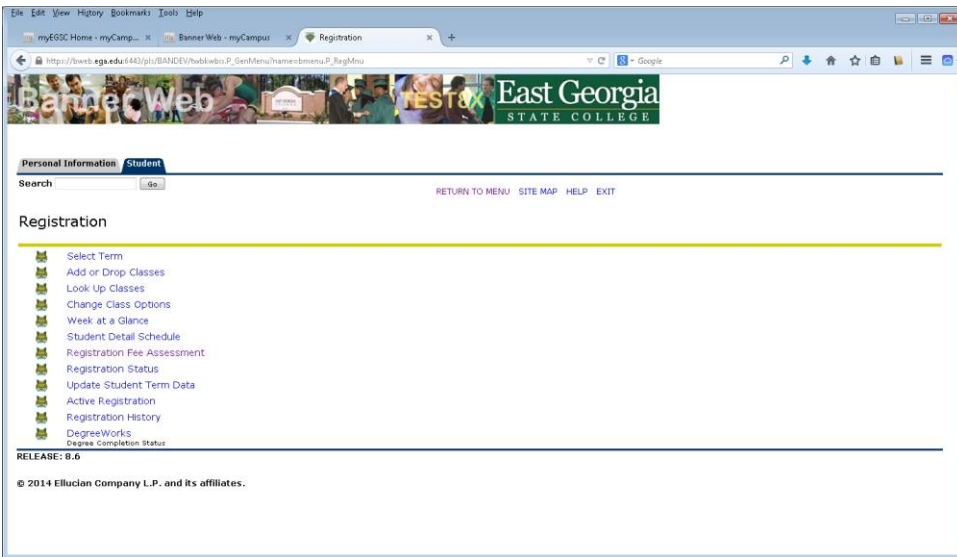 File Edit View History Bookmarks Tools Help
myEGSC Home - myCamp... × Banner Web - myCampus × Registration × +
https://bweb.ega.edu:6443/pls/BANDEV/twbkwbis.P_GenMenu?name=bmenu.P_RegMnu Google
Banner Web TEST8X East Georgia
STATE COLLEGE
Personal Information Student
Search Go
RETURN TO MENU SITE MAP HELP EXIT
Registration
Select Term
Add or Drop Classes
Look Up Classes
Change Class Options
Week at a Glance
Student Detail Schedule
Registration Fee Assessment
Registration Status
Update Student Term Data
Active Registration
Registration History
DegreeWorks
Degree Completion Status
RELEASE: 8.6
© 2014 Ellucian Company L.P. and its affiliates.